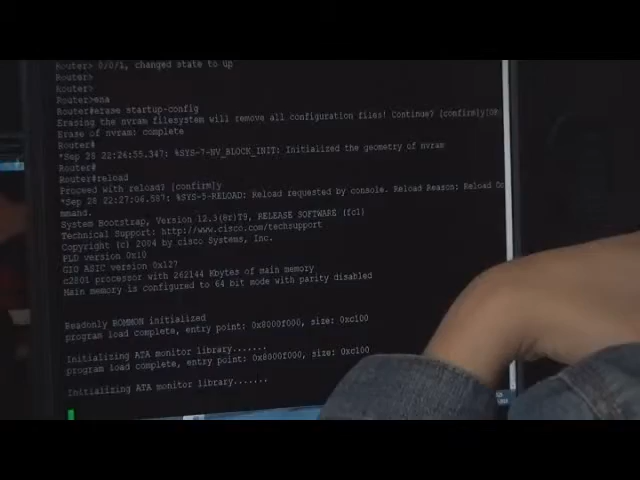 Router> 0/0/1, changed state to up
Router>
Router>
Router>ena
Router#erase startup-config
Erasing the nvram filesystem will remove all configuration files! Continue? [confirm]y[
Erase of nvram: complete
Router#
*Sep 28 22:26:55.347: %SYS-7-NV_BLOCK_INIT: Initialized the geometry of nvram
Router#
Router#reload
Proceed with reload? [confirm]y
*Sep 28 22:27:06.587: %SYS-5-RELOAD: Reload requested by console. Reload Reason: Reload Co
mmand.
System Bootstrap, Version 12.3(8r)T9, RELEASE SOFTWARE (fc1)
Technical Support: http://www.cisco.com/techsupport
Copyright (c) 2004 by cisco Systems, Inc.
PLD version 0x10
GIO ASIC version 0x127
c2801 processor with 262144 Kbytes of main memory
Main memory is configured to 64 bit mode with parity disabled
Readonly ROMMON initialized
program load complete, entry point: 0x8000f000, size: 0xc100
Initializing ATA monitor library.......
program load complete, entry point: 0x8000f000, size: 0xc100
Initializing ATA monitor library.......